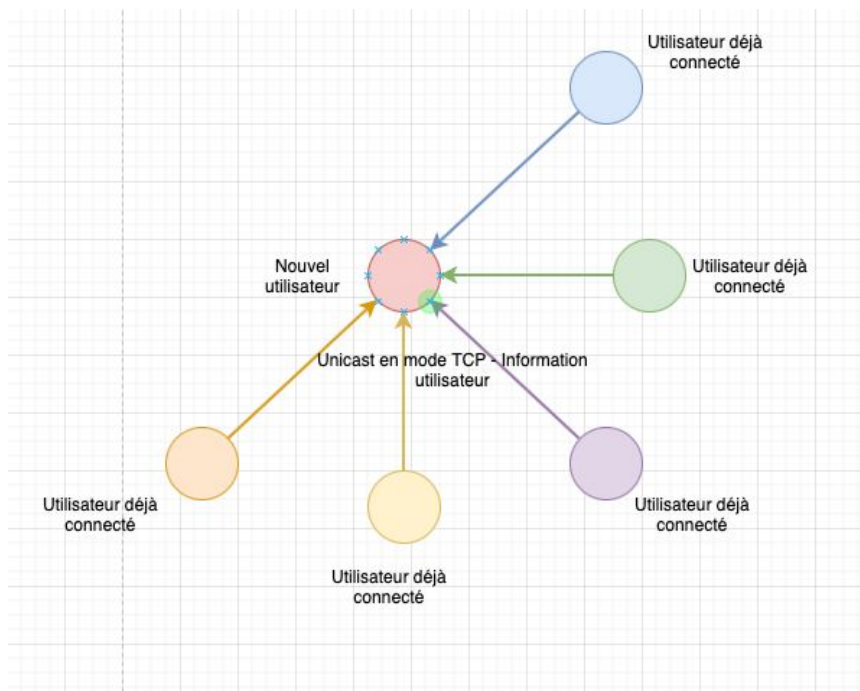 Utilisateur déjà
connecté
Nouvel
utilisateur
Utilisateur déjà
connecté
Unicast en mode TCP - Information
utilisateur
Utilisateur déjà
connecté
Utilisateur déjà
connecté
Utilisateur déjà
connecté